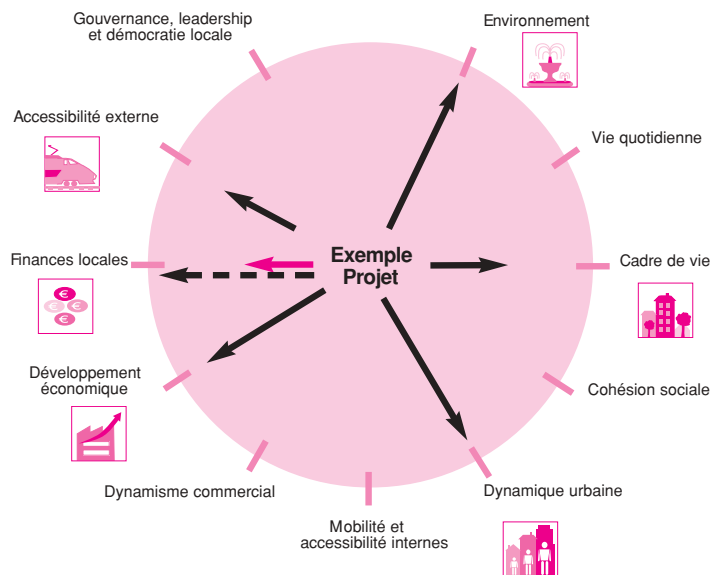 Gouvernance, leadership
et démocratie locale
Environnement
Accessibilité externe
Vie quotidienne
Exemple
Projet
Finances locales
Cadre de vie
€
€ €
€
Développement
économique
Cohésion sociale
Dynamisme commercial
Dynamique urbaine
Mobilité et
accessibilité internes